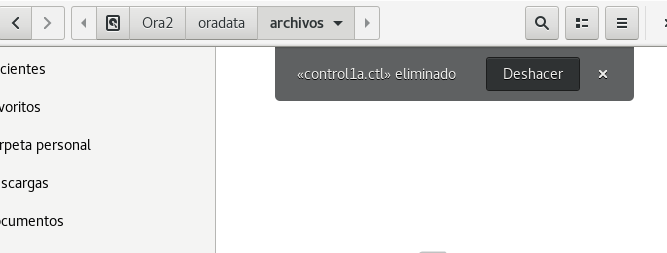 Ora2 oradata archivos
«control1a.ctl» eliminado Deshacer
cientes
voritos
rpeta personal
scargas
ocumentos